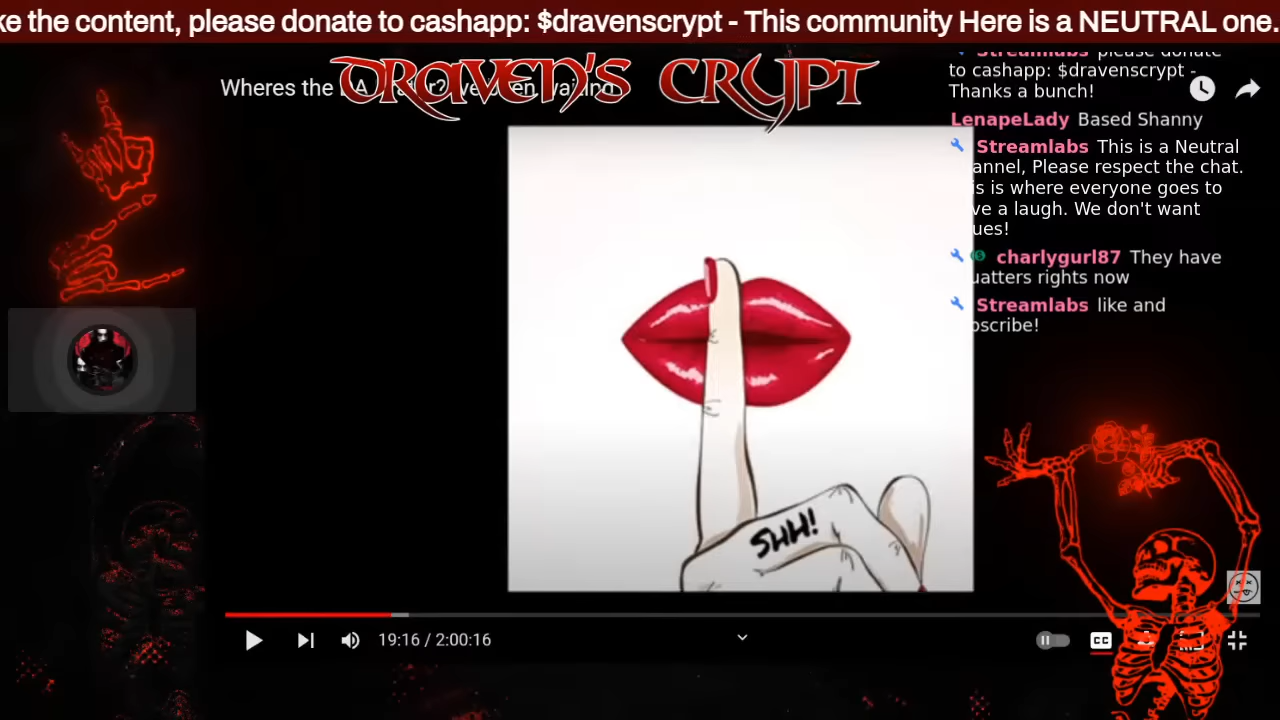 ke the content, please donate to cashapp: $dravenscrypt - This community Here is a NEUTRAL one.
DRAVEN'S CRYPT
Wheres the
Streamlabs please donate
to cashapp: $dravenscrypt -
Thanks a bunch!
LenapeLady Based Shanny
Streamlabs This is a Neutral
annel, Please respect the chat.
is is where everyone goes to
ve a laugh. We don't want
ues!
charlygurl87 They have
uatters rights now
Streamlabs like and
oscribe!
SHH!
19:16 / 2:00:16
CC